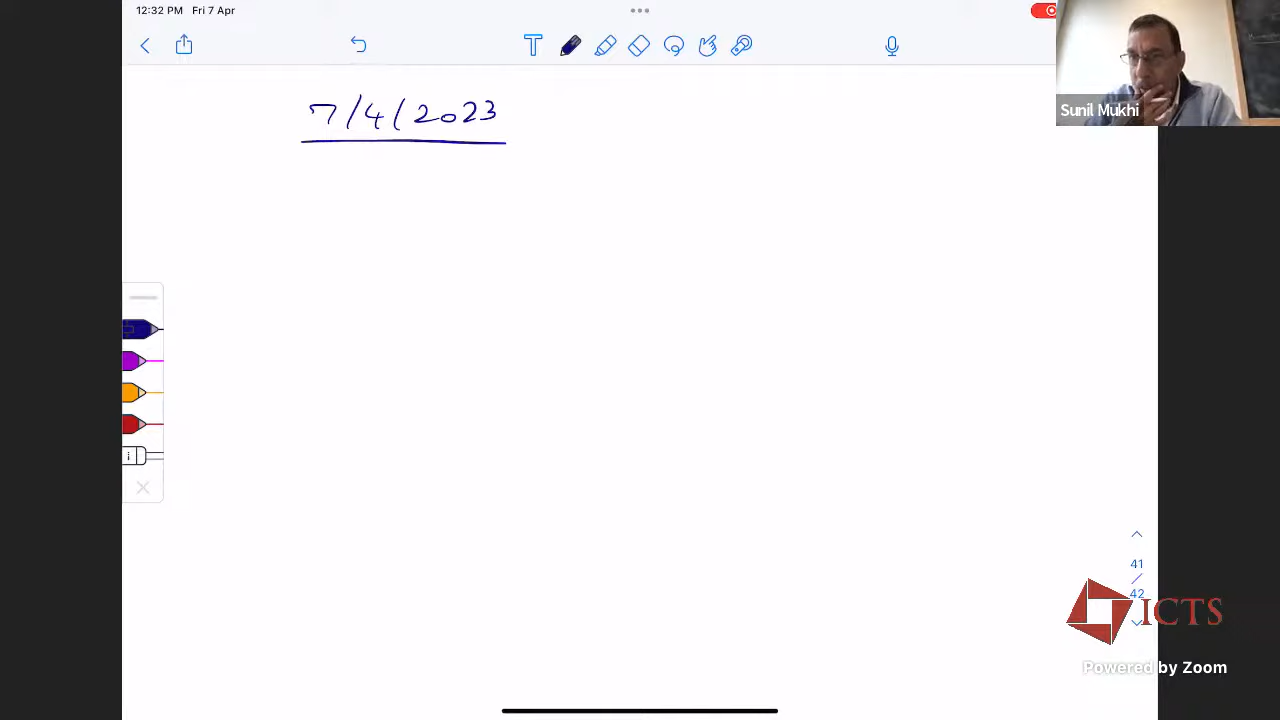 12:32 PM Fri 7 Apr
T
Sunil Mukhi
7/4/2023
i
41
/
42
ICTS
Powered by Zoom